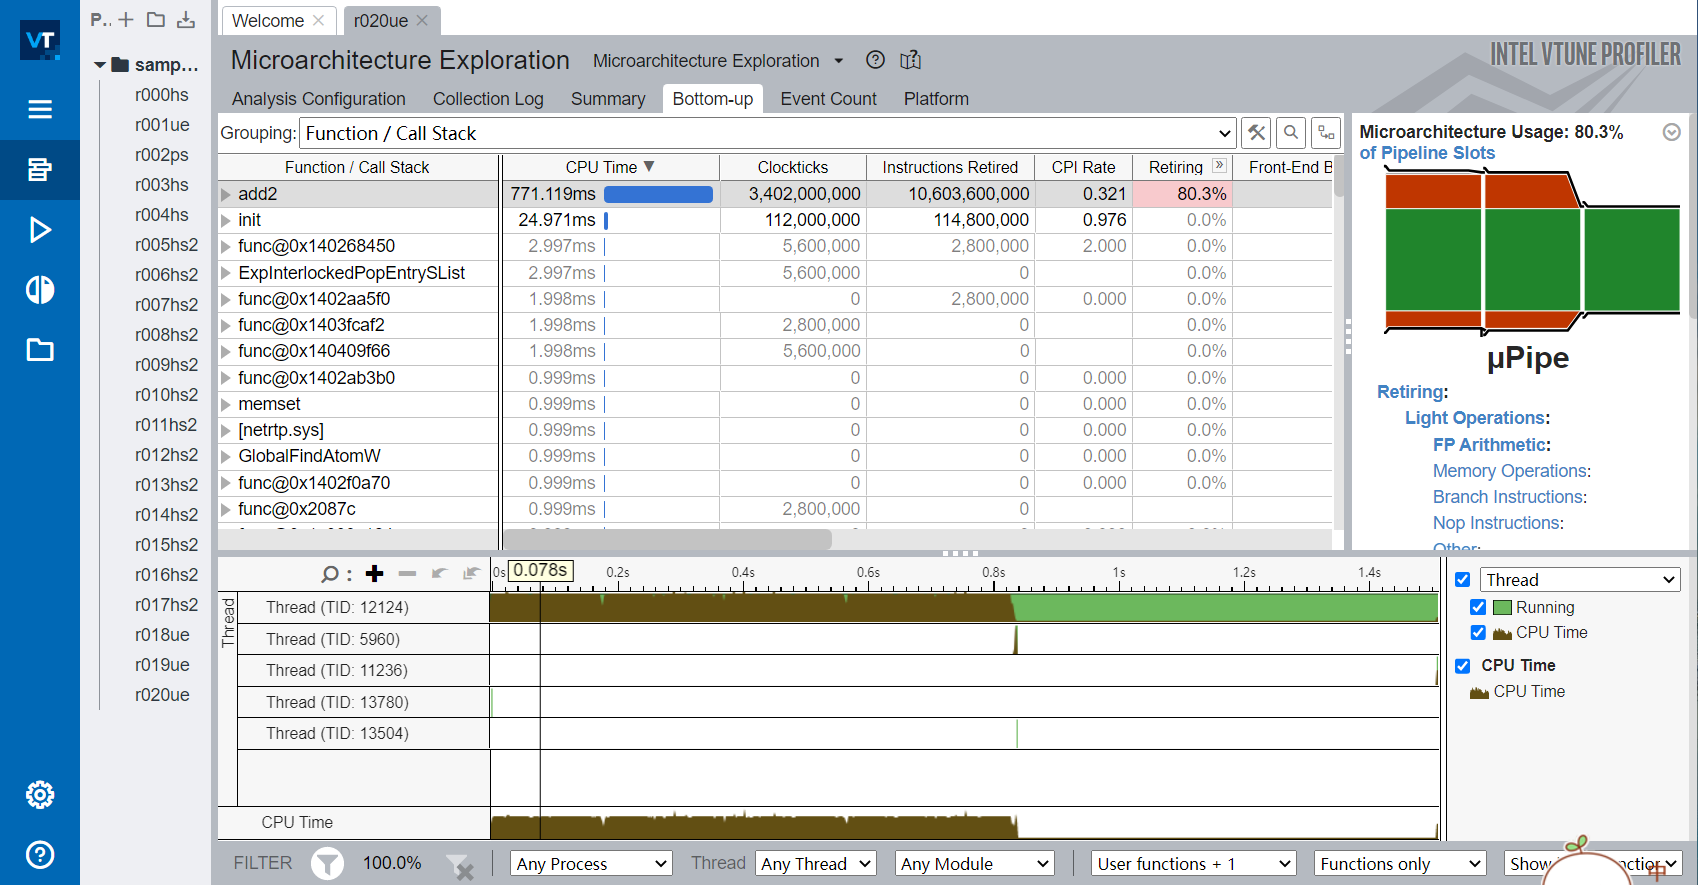 VT
P..
samp...
r000hs
r001ue
r002ps
r003hs
r004hs
r005hs2
r006hs2
r007hs2
r008hs2
r009hs2
r010hs2
r011hs2
r012hs2
r013hs2
r014hs2
r015hs2
r016hs2
r017hs2
r018ue
r019ue
r020ue
Welcome
r020ue
Microarchitecture Exploration
Microarchitecture Exploration
INTEL VTUNE PROFILER
Analysis Configuration Collection Log Summary Bottom-up Event Count Platform
Grouping: Function / Call Stack
Function / Call Stack CPU Time ▼ Clockticks Instructions Retired CPI Rate Retiring » Front-End B
add2 771.119ms 3,402,000,000 10,603,600,000 0.321 80.3%
init 24.971ms 112,000,000 114,800,000 0.976 0.0%
func@0x140268450 2.997ms 5,600,000 2,800,000 2.000 0.0%
ExpInterlockedPopEntrySList 2.997ms 5,600,000 0 0.0%
func@0x1402aa5f0 1.998ms 0 2,800,000 0.000 0.0%
func@0x1403fcaf2 1.998ms 2,800,000 0 0.0%
func@0x140409f66 1.998ms 5,600,000 0 0.0%
func@0x1402ab3b0 0.999ms 0 0 0.000 0.0%
memset 0.999ms 0 0 0.000 0.0%
[netrtp.sys] 0.999ms 0 0 0.000 0.0%
GlobalFindAtomW 0.999ms 0 0 0.000 0.0%
func@0x1402f0a70 0.999ms 0 0 0.000 0.0%
func@0x2087c 0.999ms 2,800,000 0 0.0%
Microarchitecture Usage: 80.3%
of Pipeline Slots
µPipe
Retiring:
Light Operations:
FP Arithmetic:
Memory Operations:
Branch Instructions:
Nop Instructions:
Other:
0s 0.078s 0.2s 0.4s 0.6s 0.8s 1s 1.2s 1.4s
Thread
Thread (TID: 12124)
Thread (TID: 5960)
Thread (TID: 11236)
Thread (TID: 13780)
Thread (TID: 13504)
CPU Time
Thread
Running
CPU Time
CPU Time
CPU Time
FILTER 100.0% Any Process Thread Any Thread Any Module User functions + 1 Functions only Show
中